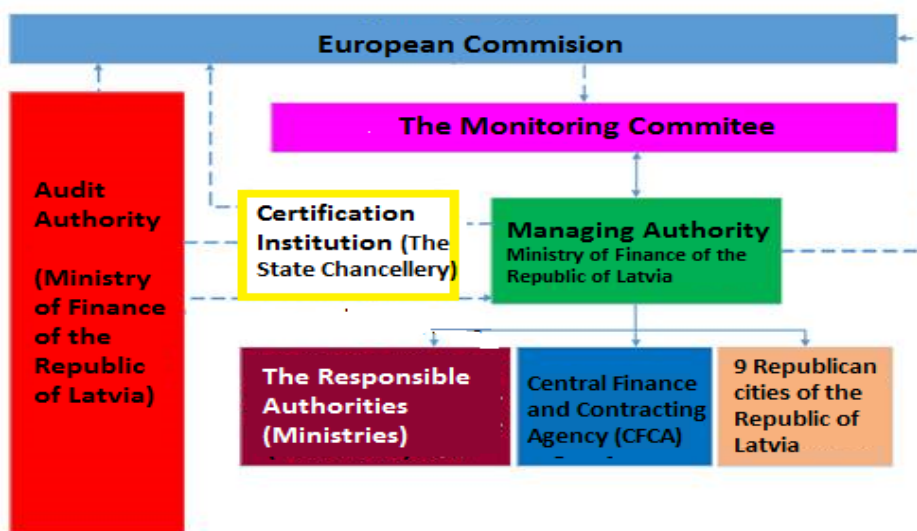 European Commision
The Monitoring Commitee
Audit
Authority
(Ministry
of Finance
of the
Republic
of Latvia)
Certification
Institution (The
State Chancellery)
Managing Authority
Ministry of Finance of the
Republic of Latvia
The Responsible
Authorities
(Ministries)
Central Finance
and Contracting
Agency (CFCA)
9 Republican
cities of the
Republic of
Latvia